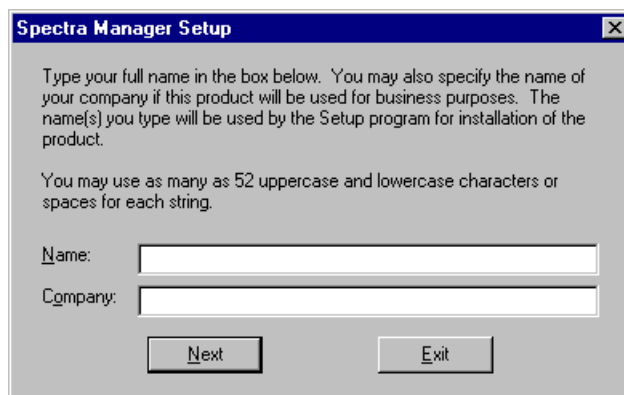 Spectra Manager Setup
Type your full name in the box below.  You may also specify the name of
your company if this product will be used for business purposes.  The
name(s) you type will be used by the Setup program for installation of the
product.
You may use as many as 52 uppercase and lowercase characters or
spaces for each string.
Name:
Company:
Next
Exit